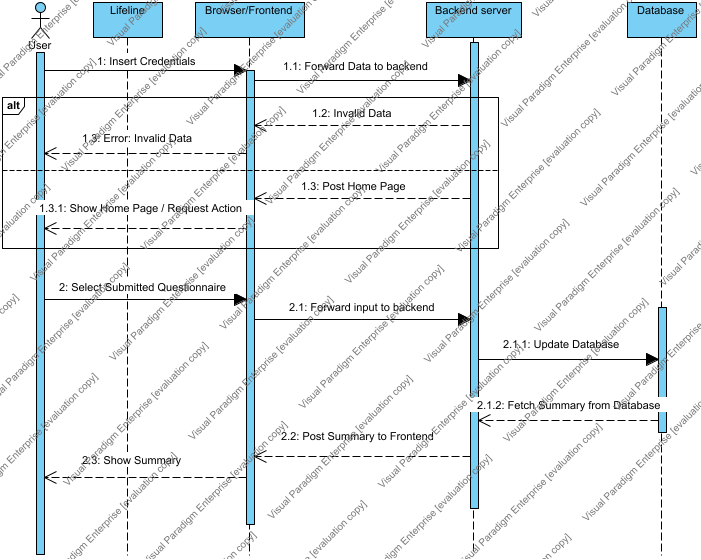 Lifeline
Browser/Frontend
Backend server
Database
User
1: Insert Credentials
1.1: Forward Data to backend
alt
1.2: Invalid Data
1.3: Error: Invalid Data
1.3: Post Home Page
1.3.1: Show Home Page / Request Action
2: Select Submitted Questionnaire
2.1: Forward input to backend
2.1.1: Update Database
2.1.2: Fetch Summary from Database
2.2: Post Summary to Frontend
2.3: Show Summary
Visual Paradigm Enterprise [evaluation copy]